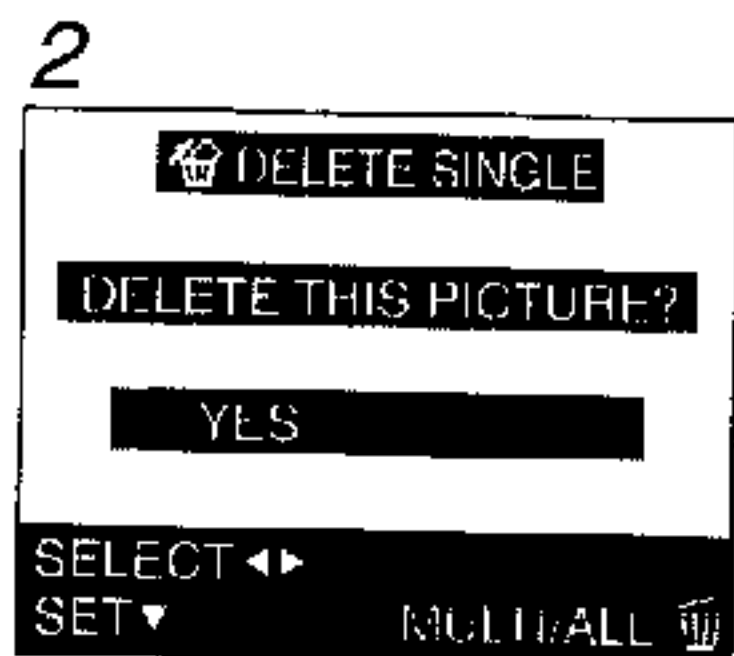 2
DELETE SINGLE
DELETE THIS PICTURE?
YES
SELECT◀▶
SET▼ MULTI/ALL